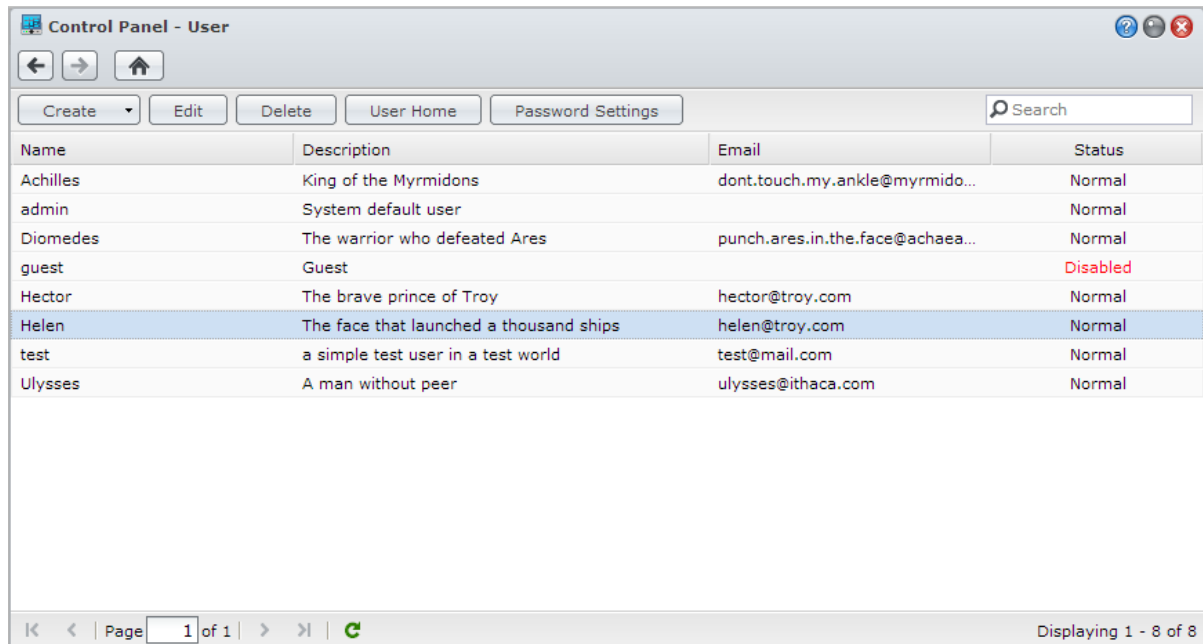 Control Panel - User
Create Edit Delete User Home Password Settings Search
Name Description Email Status
Achilles King of the Myrmidons dont.touch.my.ankle@myrmido... Normal
admin System default user Normal
Diomedes The warrior who defeated Ares punch.ares.in.the.face@achaea... Normal
guest Guest Disabled
Hector The brave prince of Troy hector@troy.com Normal
Helen The face that launched a thousand ships helen@troy.com Normal
test a simple test user in a test world test@mail.com Normal
Ulysses A man without peer ulysses@ithaca.com Normal
Page 1 of 1 Displaying 1 - 8 of 8